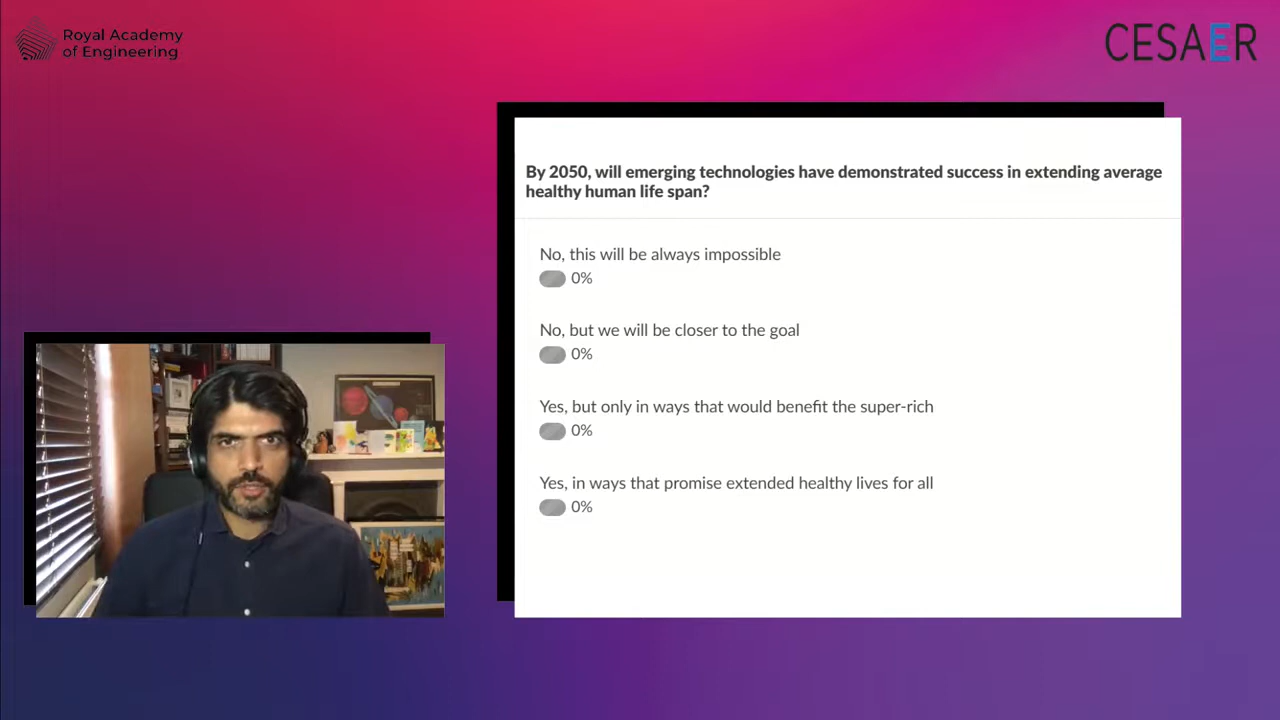 Royal Academy
of Engineering
CESAER
By 2050, will emerging technologies have demonstrated success in extending average
healthy human life span?
No, this will be always impossible
0%
No, but we will be closer to the goal
0%
Yes, but only in ways that would benefit the super-rich
0%
Yes, in ways that promise extended healthy lives for all
0%